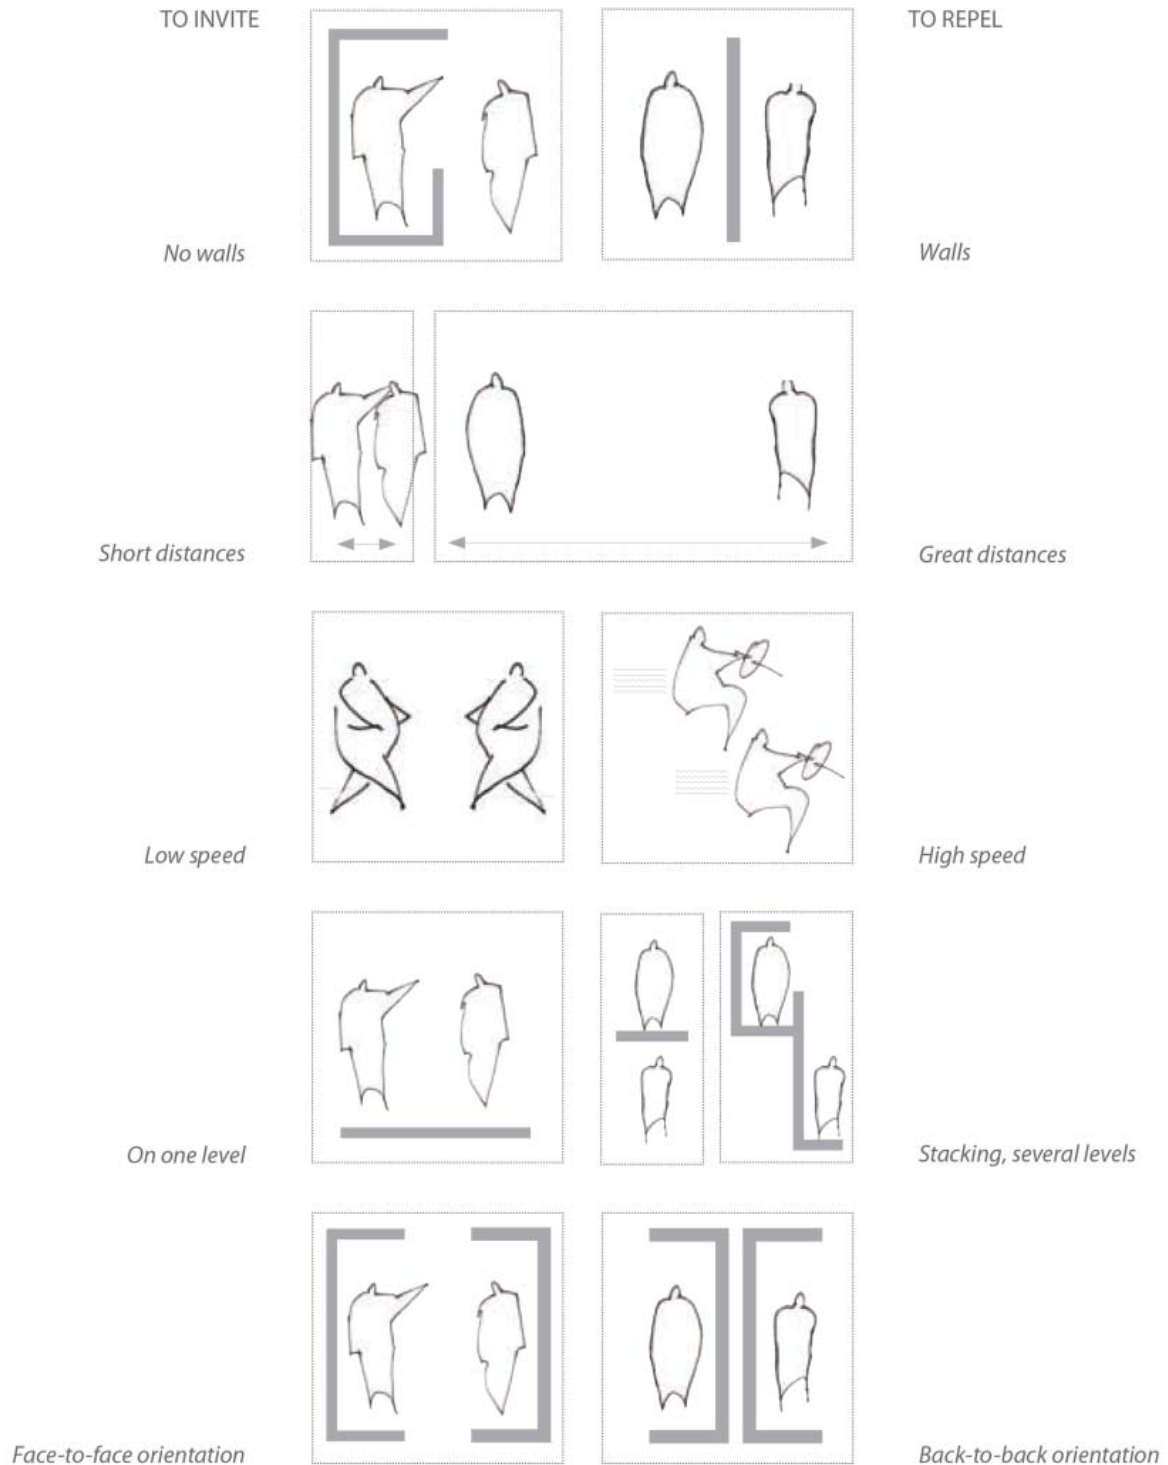 TO INVITE
TO REPEL
No walls
Walls
Short distances
Great distances
Low speed
High speed
On one level
Stacking, several levels
Face-to-face orientation
Back-to-back orientation